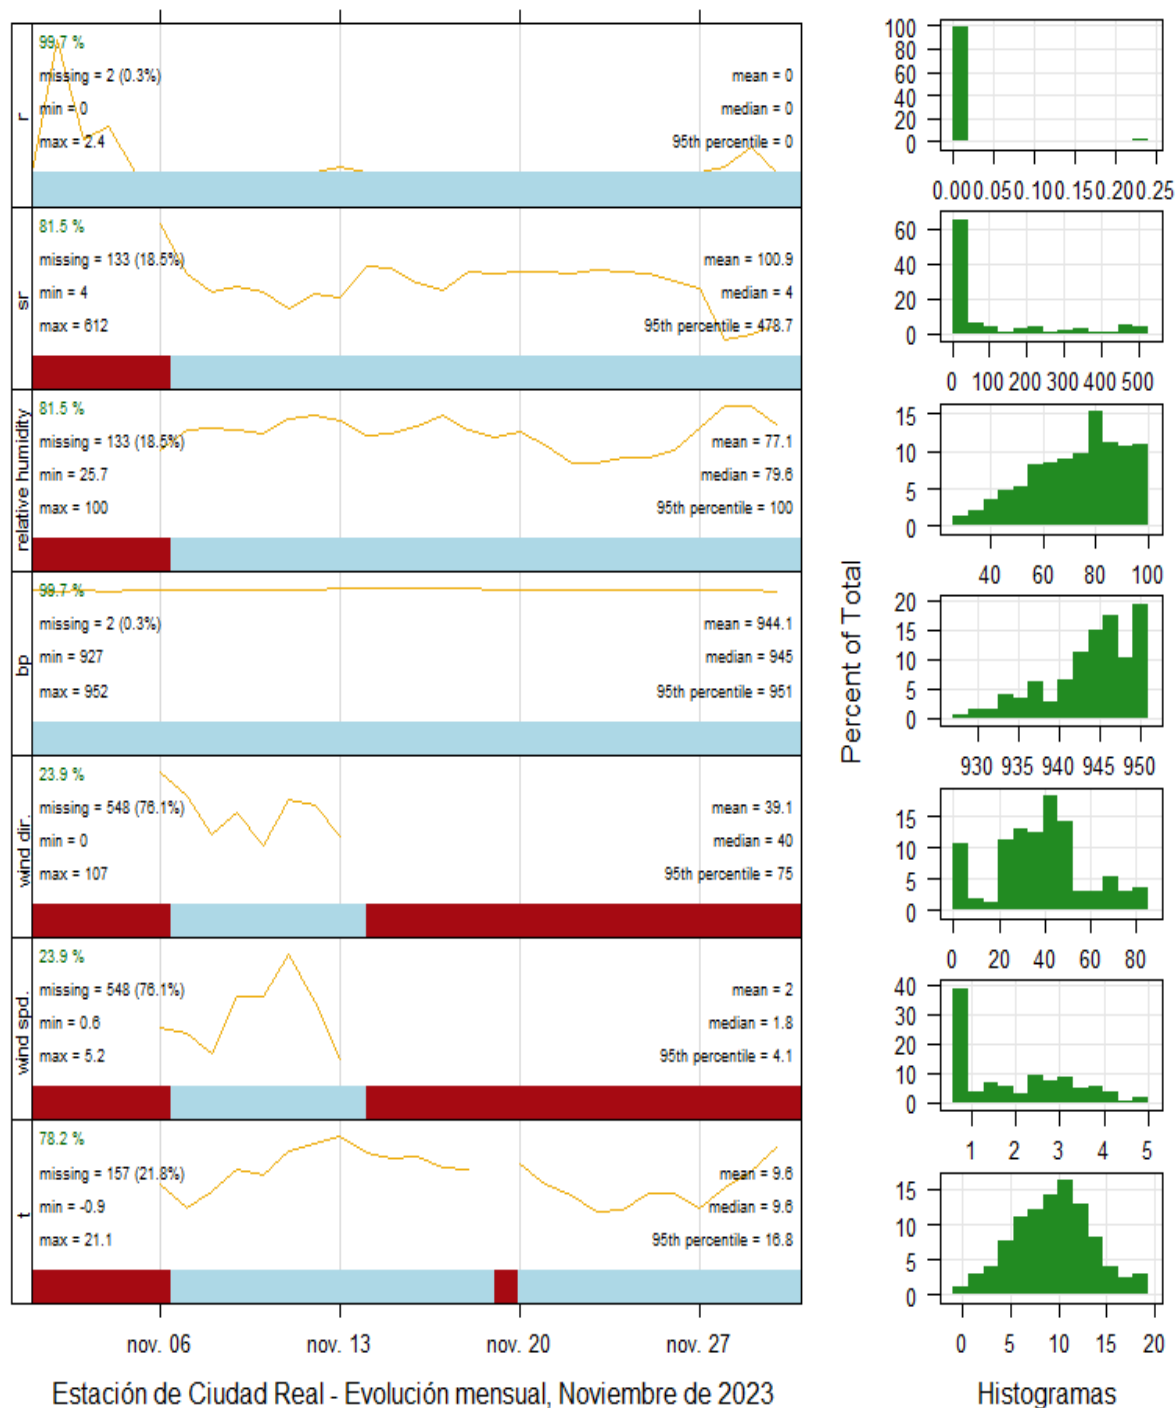 r
99.7 %
missing = 2 (0.3%)
min = 0
max = 2.4
mean = 0
median = 0
95th percentile = 0
sr
81.5 %
missing = 133 (18.5%)
min = 4
max = 612
mean = 100.9
median = 4
95th percentile = 478.7
relative humidity
81.5 %
missing = 133 (18.5%)
min = 25.7
max = 100
mean = 77.1
median = 79.6
95th percentile = 100
bp
99.7 %
missing = 2 (0.3%)
min = 927
max = 952
mean = 944.1
median = 945
95th percentile = 951
wind dir.
23.9 %
missing = 548 (76.1%)
min = 0
max = 107
mean = 39.1
median = 40
95th percentile = 75
wind spd.
23.9 %
missing = 548 (76.1%)
min = 0.6
max = 5.2
mean = 2
median = 1.8
95th percentile = 4.1
t
78.2 %
missing = 157 (21.8%)
min = -0.9
max = 21.1
mean = 9.6
median = 9.6
95th percentile = 16.8
nov. 06 nov. 13 nov. 20 nov. 27
Estación de Ciudad Real - Evolución mensual, Noviembre de 2023
Percent of Total
100
80
60
40
20
0
0.00 0.05 0.10 0.15 0.20 0.25
60
40
20
0
0 100 200 300 400 500
15
10
5
0
40 60 80 100
20
15
10
5
0
930 935 940 945 950
15
10
5
0
0 20 40 60 80
40
30
20
10
0
1 2 3 4 5
15
10
5
0
0 5 10 15 20
Histogramas